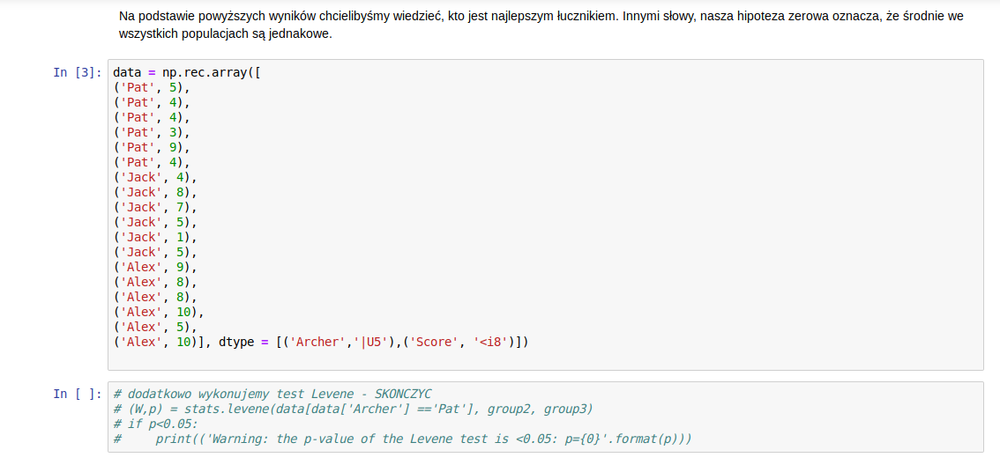 Na podstawie powyższych wyników chcielibyśmy wiedzieć, kto jest najlepszym łucznikiem. Innymi słowy, nasza hipoteza zerowa oznacza, że średnie we
wszystkich populacjach są jednakowe.
In [3]: data = np.rec.array([
('Pat', 5),
('Pat', 4),
('Pat', 4),
('Pat', 3),
('Pat', 9),
('Pat', 4),
('Jack', 4),
('Jack', 8),
('Jack', 7),
('Jack', 5),
('Jack', 1),
('Jack', 5),
('Alex', 9),
('Alex', 8),
('Alex', 8),
('Alex', 10),
('Alex', 5),
('Alex', 10)], dtype = [('Archer','|U5'),('Score', '<i8')])
In [ ]: # dodatkowo wykonujemy test Levene - SKONCZYC
# (W,p) = stats.levene(data[data['Archer'] =='Pat'], group2, group3)
# if p<0.05:
#     print(('Warning: the p-value of the Levene test is <0.05: p={0}'.format(p)))